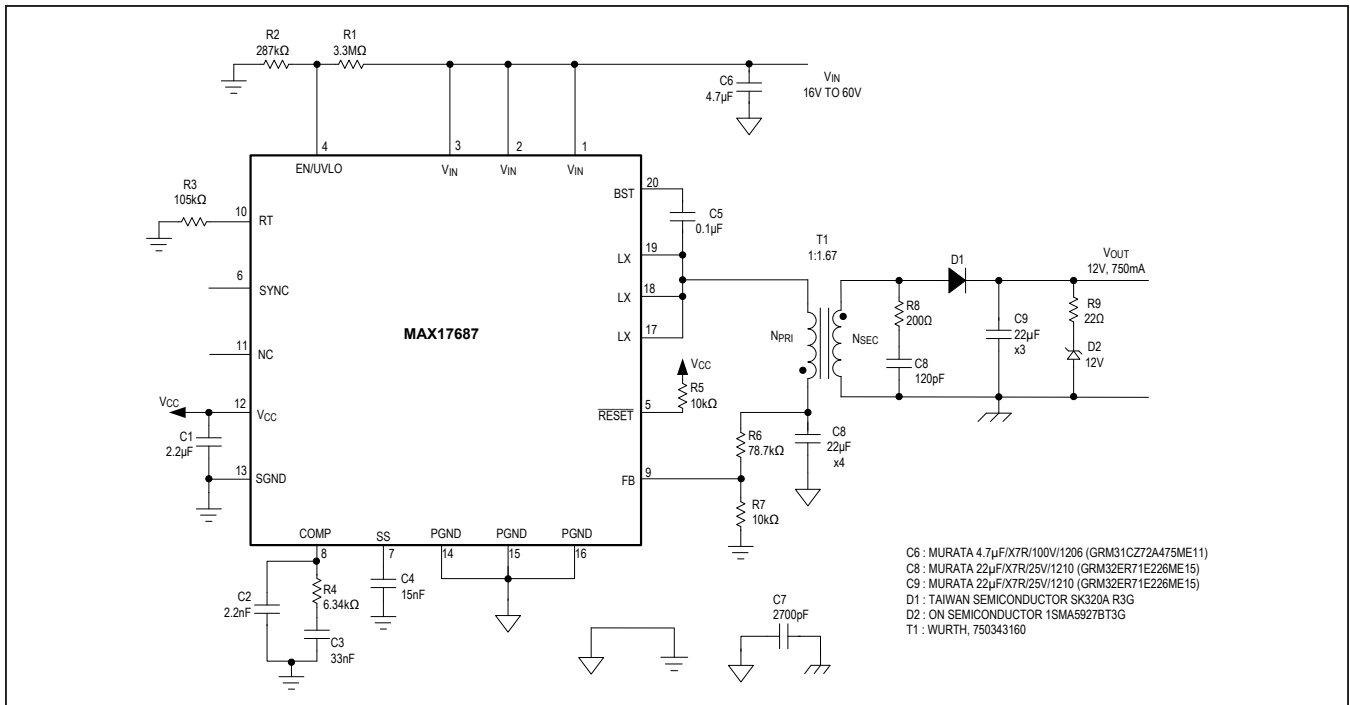 R2
287kΩ
R1
3.3MΩ
C6
4.7µF
VIN
16V TO 60V
4
3
2
1
EN/UVLO
VIN
VIN
VIN
R3
105kΩ
10
RT
BST
20
C5
0.1µF
6
SYNC
LX
19
LX
18
LX
17
T1
1:1.67
D1
VOUT
12V, 750mA
R8
200Ω
C9
22µF
x3
R9
22Ω
D2
12V
NPRI
NSEC
C8
120pF
MAX17687
11
NC
VCC
R5
10kΩ
VCC
12
VCC
RESET
5
C1
2.2µF
R6
78.7kΩ
C8
22µF
x4
13
SGND
FB
9
R7
10kΩ
COMP
SS
PGND
PGND
PGND
8
7
14
15
16
C2
2.2nF
R4
6.34kΩ
C4
15nF
C3
33nF
C7
2700pF
C6 : MURATA 4.7µF/X7R/100V/1206 (GRM31CZ72A475ME11)
C8 : MURATA 22µF/X7R/25V/1210 (GRM32ER71E226ME15)
C9 : MURATA 22µF/X7R/25V/1210 (GRM32ER71E226ME15)
D1 : TAIWAN SEMICONDUCTOR SK320A R3G
D2 : ON SEMICONDUCTOR 1SMA5927BT3G
T1 : WURTH, 750343160